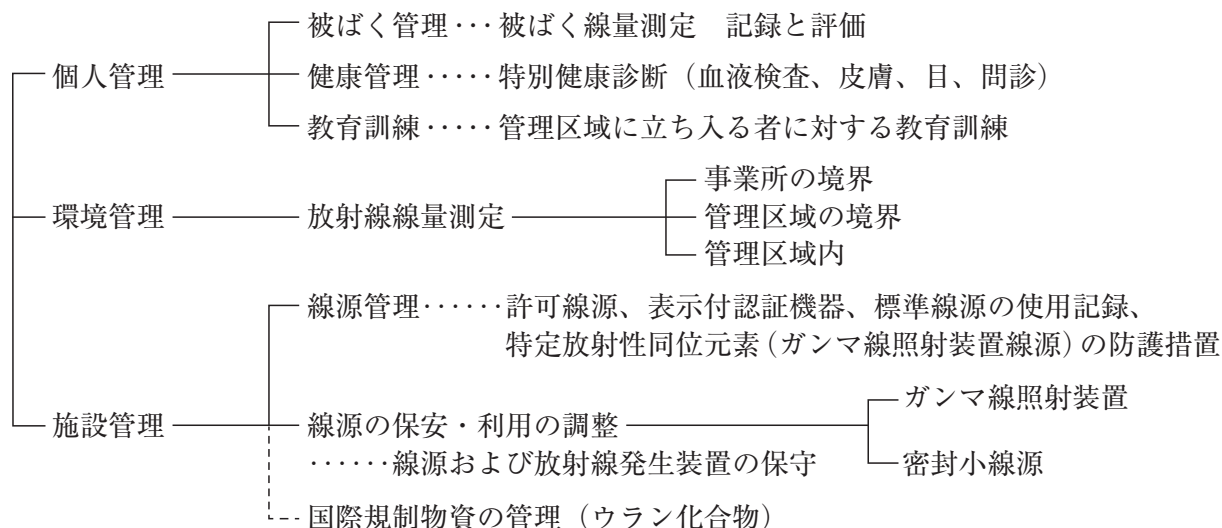 被ばく管理・・・被ばく線量測定　記録と評価
個人管理
健康管理・・・・・特別健康診断（血液検査、皮膚、目、問診）
教育訓練・・・・・管理区域に立ち入る者に対する教育訓練
環境管理
放射線線量測定
事業所の境界
管理区域の境界
管理区域内
施設管理
線源管理・・・・・・許可線源、表示付認証機器、標準線源の使用記録、
特定放射性同位元素（ガンマ線照射装置線源）の防護措置
線源の保安・利用の調整
・・・・・・線源および放射線発生装置の保守
ガンマ線照射装置
密封小線源
国際規制物資の管理（ウラン化合物）